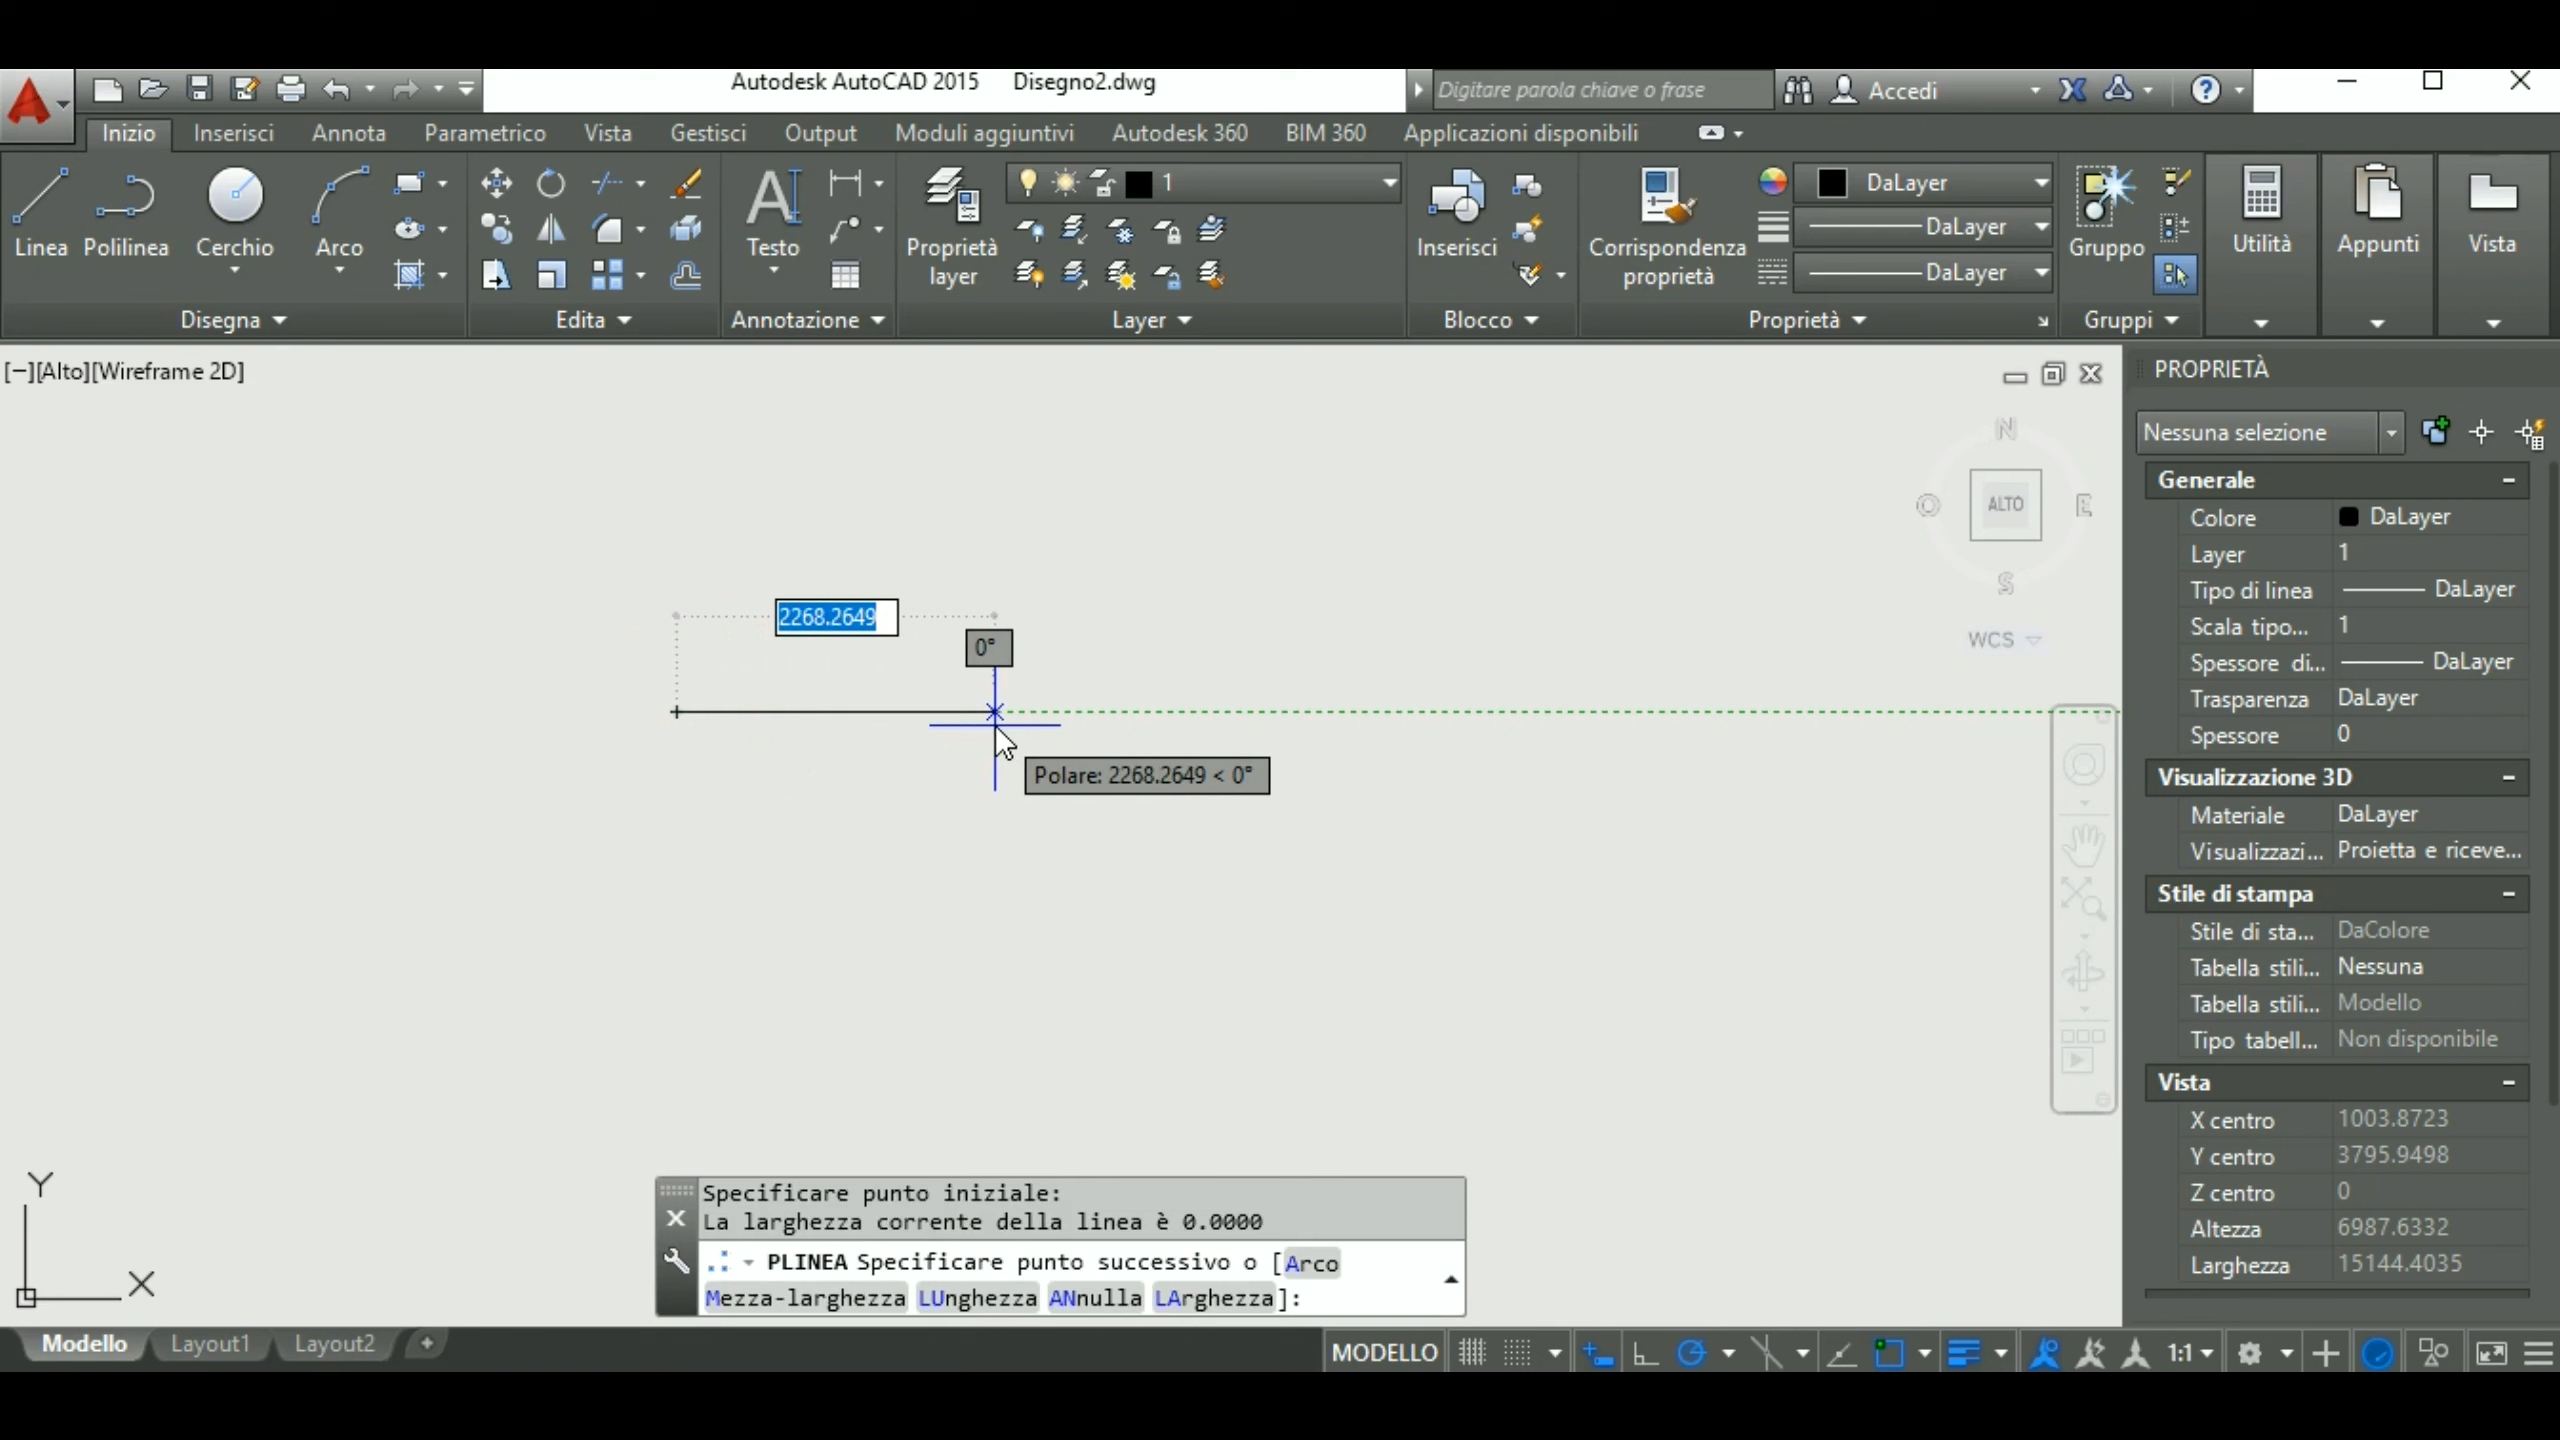 Autodesk AutoCAD 2015 Disegno2.dwg
Digitare parola chiave o frase
Accedi
Inizio Inserisci Annota Parametrico Vista Gestisci Output Moduli aggiuntivi Autodesk 360 BIM 360 Applicazioni disponibili
Linea Polilinea Cerchio Arco
Testo
Proprietà layer
1
Inserisci
Corrispondenza proprietà
DaLayer
DaLayer
DaLayer
Gruppo
Utilità
Appunti
Vista
Disegna Edita Annotazione Layer Blocco Proprietà Gruppi
[−][Alto][Wireframe 2D]
N
O ALTO E
S
WCS
2268.2649
0°
Polare: 2268.2649 < 0°
Y
X
PROPRIETÀ
Nessuna selezione
Generale
Colore DaLayer
Layer 1
Tipo di linea DaLayer
Scala tipo... 1
Spessore di... DaLayer
Trasparenza DaLayer
Spessore 0
Visualizzazione 3D
Materiale DaLayer
Visualizzazi... Proietta e riceve...
Stile di stampa
Stile di sta... DaColore
Tabella stili... Nessuna
Tabella stili... Modello
Tipo tabell... Non disponibile
Vista
X centro 1003.8723
Y centro 3795.9498
Z centro 0
Altezza 6987.6332
Larghezza 15144.4035
Specificare punto iniziale:
La larghezza corrente della linea è 0.0000
PLINEA Specificare punto successivo o [Arco
Mezza-larghezza LUnghezza ANnulla LArghezza]:
Modello Layout1 Layout2
MODELLO 1:1